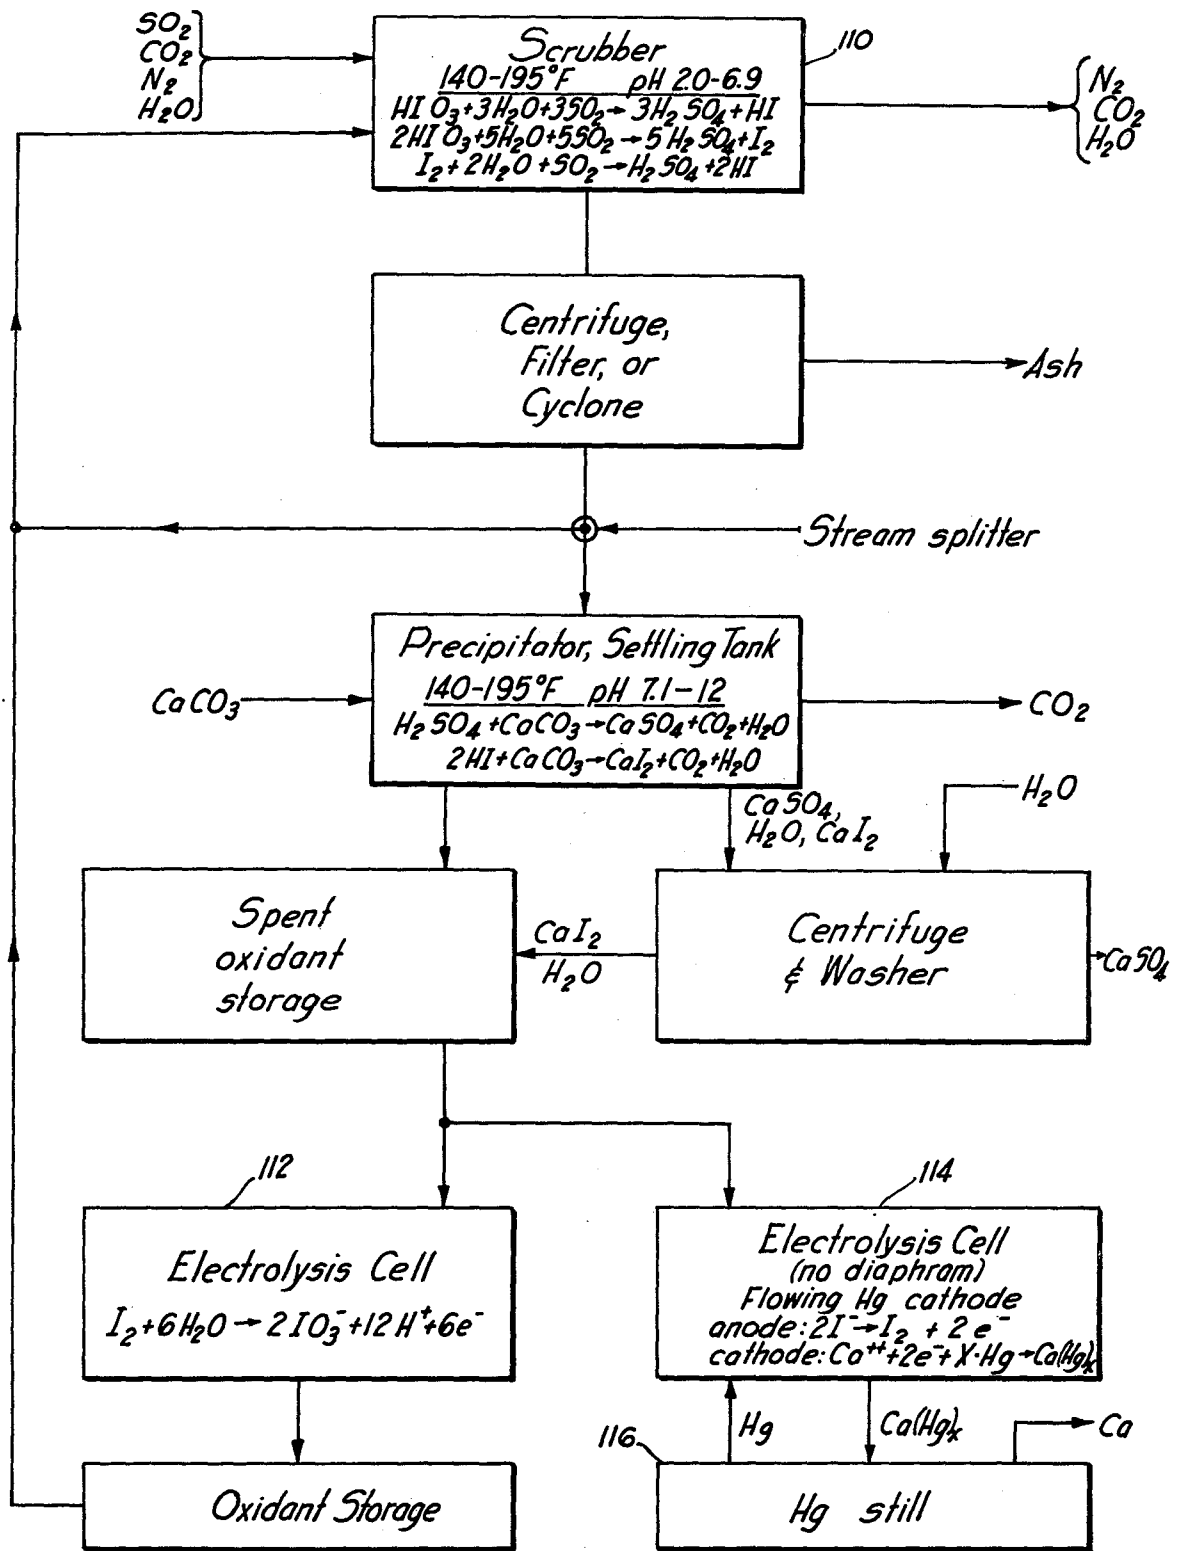 SO₂
CO₂
N₂
H₂O
Scrubber
140-195°F pH 2.0-6.9
HIO₃+3H₂O+3SO₂→3H₂SO₄+HI
2HIO₃+5H₂O+5SO₂→5H₂SO₄+I₂
I₂+2H₂O+SO₂→H₂SO₄+2HI
110
N₂
CO₂
H₂O
Centrifuge,
Filter, or
Cyclone
Ash
Stream splitter
Precipitator, Settling Tank
140-195°F pH 7.1-12
H₂SO₄+CaCO₃→CaSO₄+CO₂+H₂O
2HI+CaCO₃→CaI₂+CO₂+H₂O
CaCO₃
CO₂
CaSO₄,
H₂O, CaI₂
H₂O
Spent
oxidant
storage
CaI₂
H₂O
Centrifuge
& Washer
CaSO₄
112
Electrolysis Cell
I₂+6H₂O→2IO₃⁻+12H⁺+6e⁻
114
Electrolysis Cell
(no diaphram)
Flowing Hg cathode
anode: 2I⁻→I₂ + 2e⁻
cathode: Ca⁺⁺+2e⁻+X·Hg→Ca(Hg)ₓ
Hg
Ca(Hg)ₓ
Ca
116
Oxidant Storage
Hg still